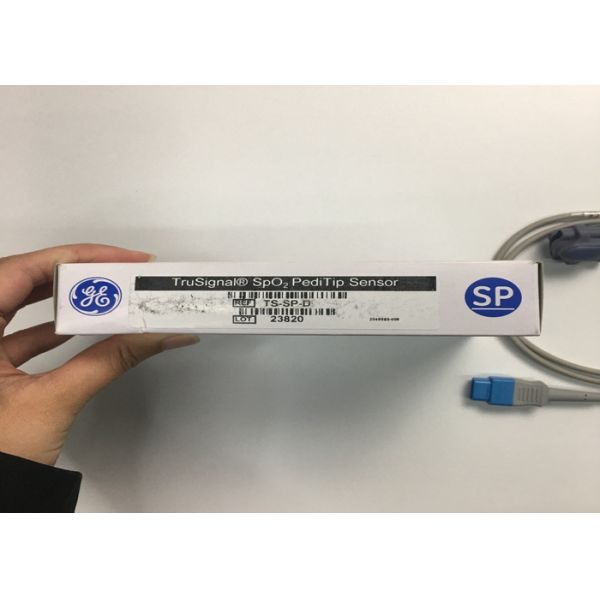 GE
TruSignal® SpO₂ PediTip Sensor
REF TS-SP-D
LOT 23820
SP